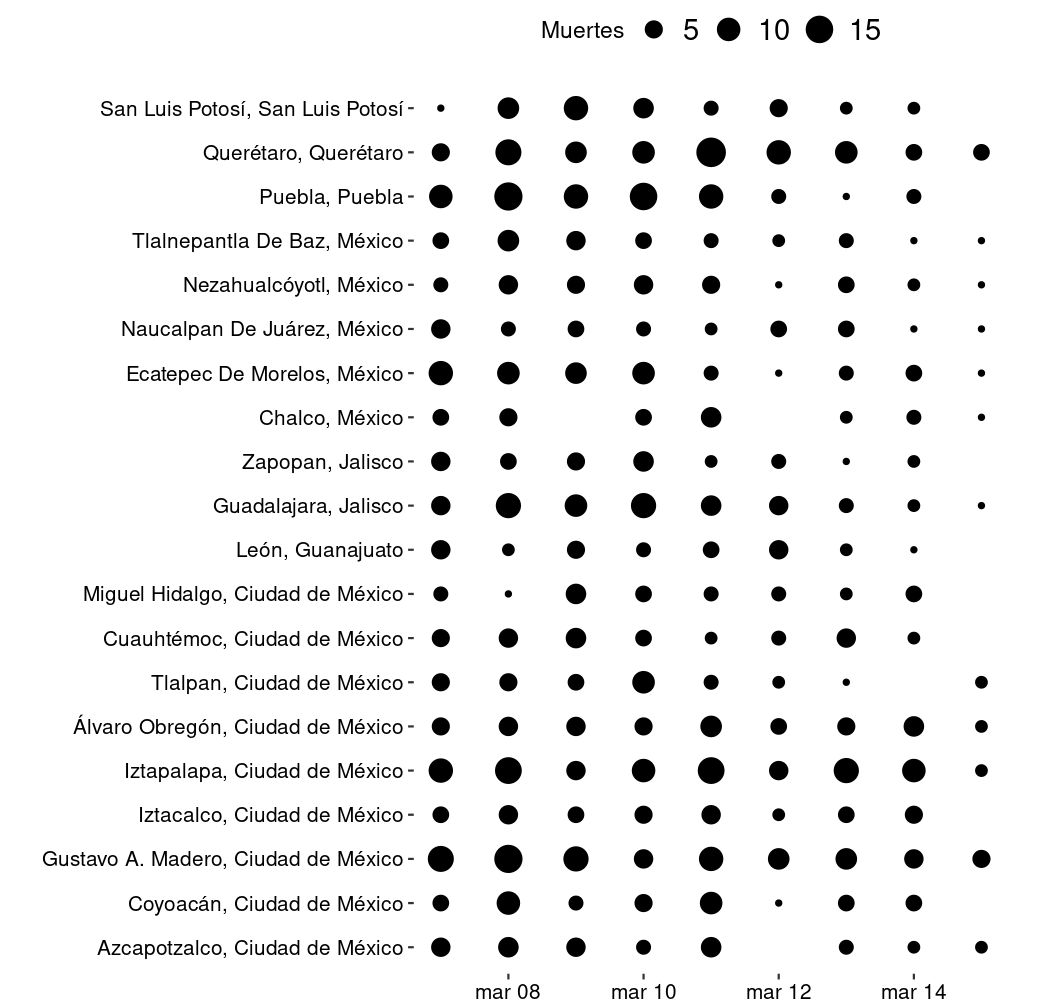 Muertes 5 10 15
San Luis Potosí, San Luis Potosí
Querétaro, Querétaro
Puebla, Puebla
Tlalnepantla De Baz, México
Nezahualcóyotl, México
Naucalpan De Juárez, México
Ecatepec De Morelos, México
Chalco, México
Zapopan, Jalisco
Guadalajara, Jalisco
León, Guanajuato
Miguel Hidalgo, Ciudad de México
Cuauhtémoc, Ciudad de México
Tlalpan, Ciudad de México
Álvaro Obregón, Ciudad de México
Iztapalapa, Ciudad de México
Iztacalco, Ciudad de México
Gustavo A. Madero, Ciudad de México
Coyoacán, Ciudad de México
Azcapotzalco, Ciudad de México
mar 08 mar 10 mar 12 mar 14